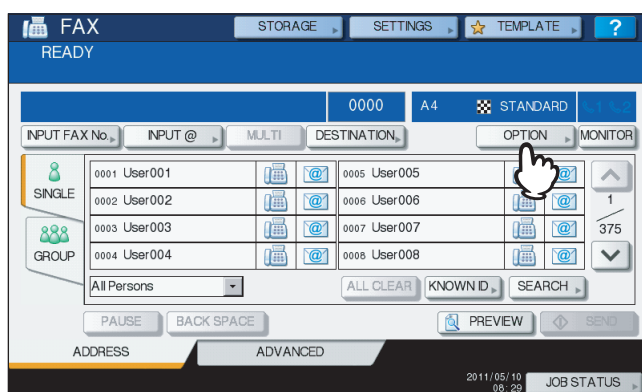 FAX STORAGE SETTINGS TEMPLATE ?
READY
0000 A4 STANDARD 1 2
INPUT FAX No. INPUT @ MULTI DESTINATION OPTION MONITOR
SINGLE
GROUP
0001 User001 @ 0005 User005 @
0002 User002 @ 0006 User006 @
0003 User003 @ 0007 User007 @
0004 User004 @ 0008 User008 @
1
375
All Persons ALL CLEAR KNOWN ID SEARCH
PAUSE BACK SPACE PREVIEW SEND
ADDRESS ADVANCED
2011/05/10
08:29
JOB STATUS